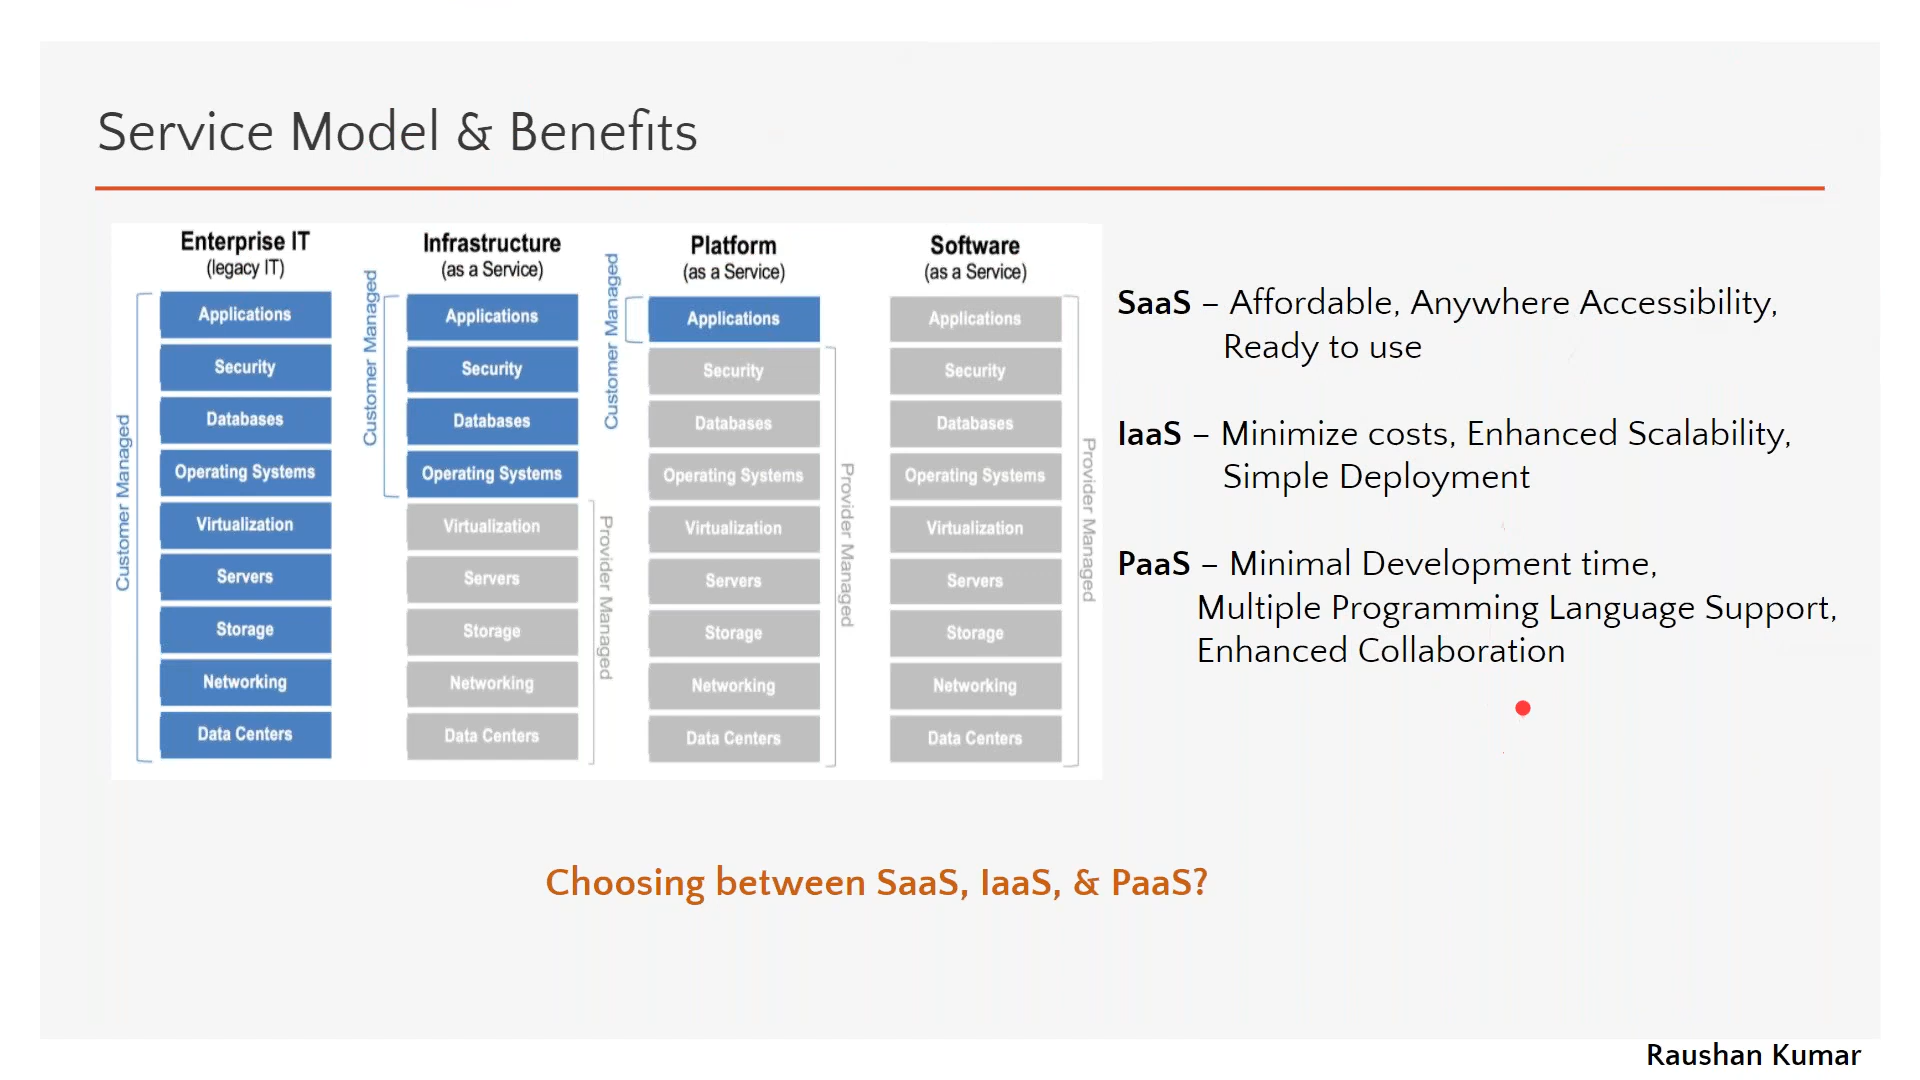 Service Model & Benefits
Enterprise IT
(legacy IT)
Customer Managed
Applications
Security
Databases
Operating Systems
Virtualization
Servers
Storage
Networking
Data Centers
Infrastructure
(as a Service)
Customer Managed
Applications
Security
Databases
Operating Systems
Virtualization
Servers
Storage
Networking
Data Centers
Provider Managed
Platform
(as a Service)
Customer Managed
Applications
Security
Databases
Operating Systems
Virtualization
Servers
Storage
Networking
Data Centers
Provider Managed
Software
(as a Service)
Applications
Security
Databases
Operating Systems
Virtualization
Servers
Storage
Networking
Data Centers
Provider Managed
SaaS – Affordable, Anywhere Accessibility,
Ready to use
IaaS – Minimize costs, Enhanced Scalability,
Simple Deployment
PaaS – Minimal Development time,
Multiple Programming Language Support,
Enhanced Collaboration
Choosing between SaaS, IaaS, & PaaS?
Raushan Kumar